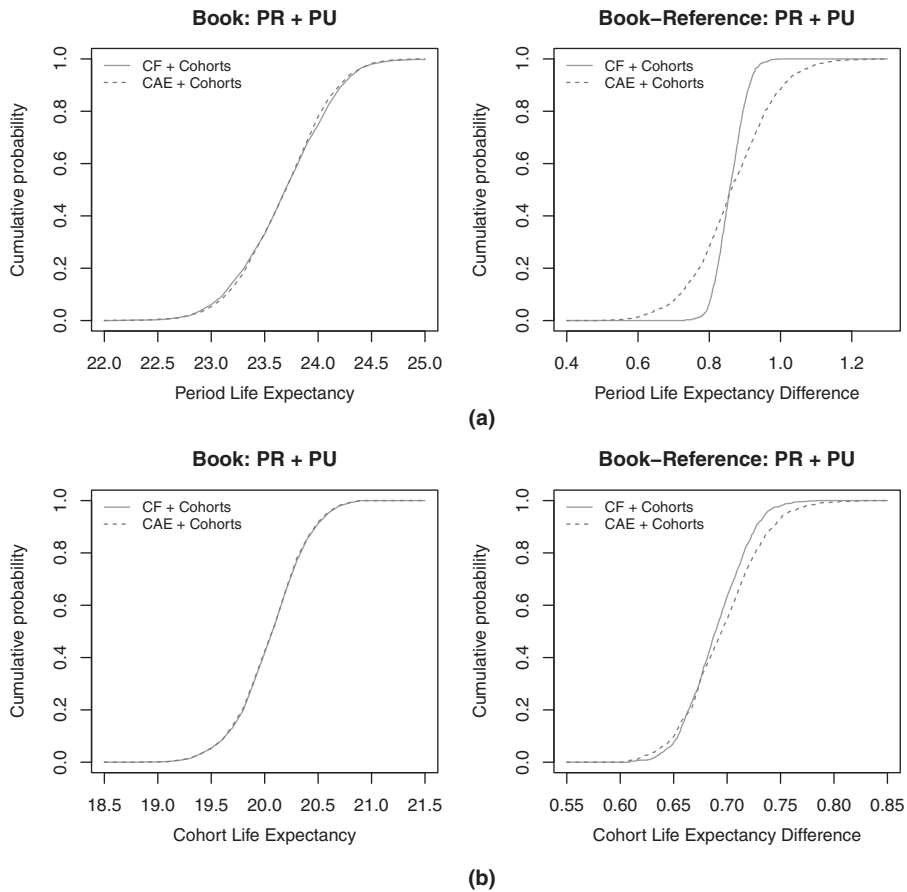 Book: PR + PU
CF + Cohorts
CAE + Cohorts
Cumulative probability
1.0
0.8
0.6
0.4
0.2
0.0
22.0 22.5 23.0 23.5 24.0 24.5 25.0
Period Life Expectancy
Book−Reference: PR + PU
CF + Cohorts
CAE + Cohorts
Cumulative probability
1.0
0.8
0.6
0.4
0.2
0.0
0.4 0.6 0.8 1.0 1.2
Period Life Expectancy Difference
(a)
Book: PR + PU
CF + Cohorts
CAE + Cohorts
Cumulative probability
1.0
0.8
0.6
0.4
0.2
0.0
18.5 19.0 19.5 20.0 20.5 21.0 21.5
Cohort Life Expectancy
Book−Reference: PR + PU
CF + Cohorts
CAE + Cohorts
Cumulative probability
1.0
0.8
0.6
0.4
0.2
0.0
0.55 0.60 0.65 0.70 0.75 0.80 0.85
Cohort Life Expectancy Difference
(b)